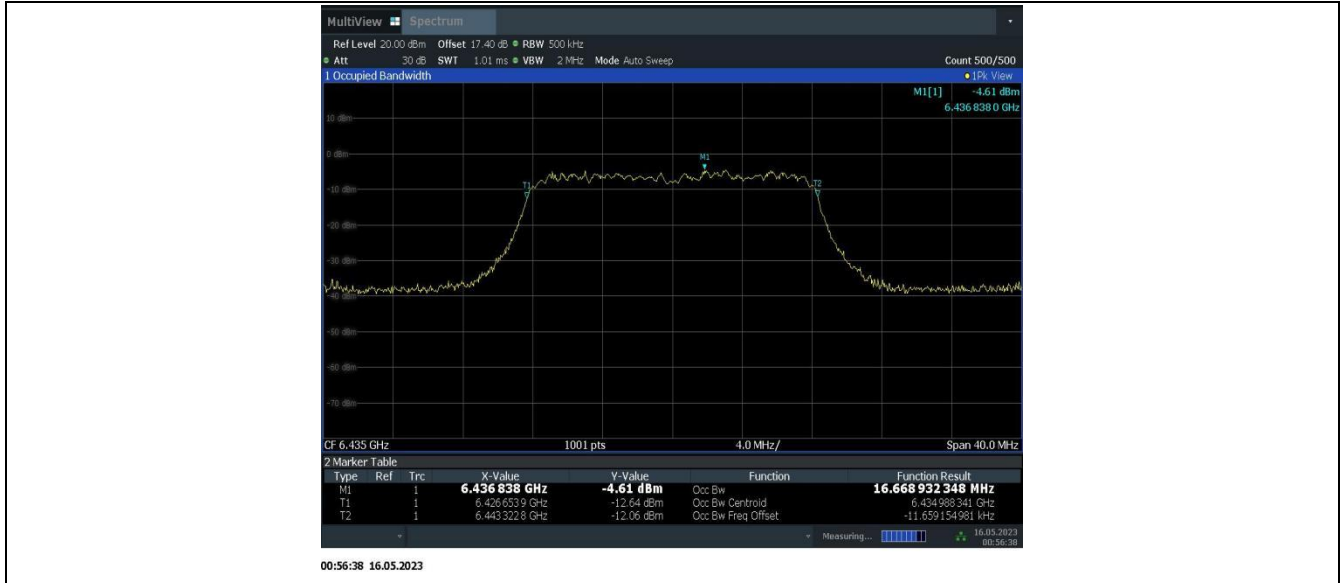 MultiView Spectrum
Ref Level 20.00 dBm Offset 17.40 dB RBW 500 kHz
Att 30 dB SWT 1.01 ms VBW 2 MHz Mode Auto Sweep Count 500/500
1 Occupied Bandwidth 1Pk View
M1[1] -4.61 dBm
6.436 838 0 GHz
10 dBm
0 dBm
M1
-10 dBm
T1
T2
-20 dBm
-30 dBm
-40 dBm
-50 dBm
-60 dBm
-70 dBm
CF 6.435 GHz 1001 pts 4.0 MHz/ Span 40.0 MHz
2 Marker Table
Type Ref Trc X-Value Y-Value Function Function Result
M1 1 6.436 838 GHz -4.61 dBm Occ Bw 16.668 932 348 MHz
T1 1 6.426 653 9 GHz -12.64 dBm Occ Bw Centroid 6.434 988 341 GHz
T2 1 6.443 322 8 GHz -12.06 dBm Occ Bw Freq Offset -11.659 154 981 kHz
Measuring... 16.05.2023
00:56:38
00:56:38 16.05.2023